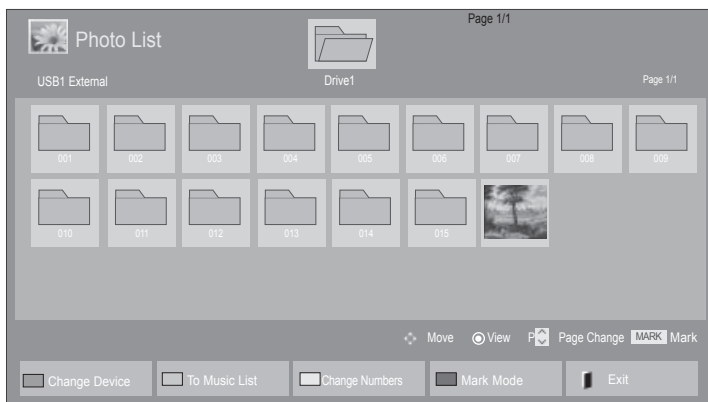 Page 1/1
Photo List
USB1 External Drive1 Page 1/1
001 002 003 004 005 006 007 008 009
010 011 012 013 014 015
Move View P Page Change MARK Mark
Change Device To Music List Change Numbers Mark Mode Exit